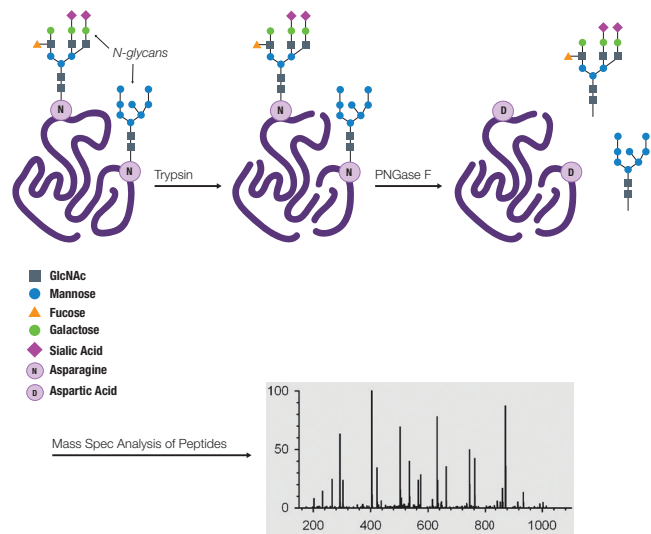 N-glycans
N
N
Trypsin
N
N
PNGase F
D
D
GlcNAc
Mannose
Fucose
Galactose
Sialic Acid
N Asparagine
D Aspartic Acid
Mass Spec Analysis of Peptides
100
50
0
200 400 600 800 1000